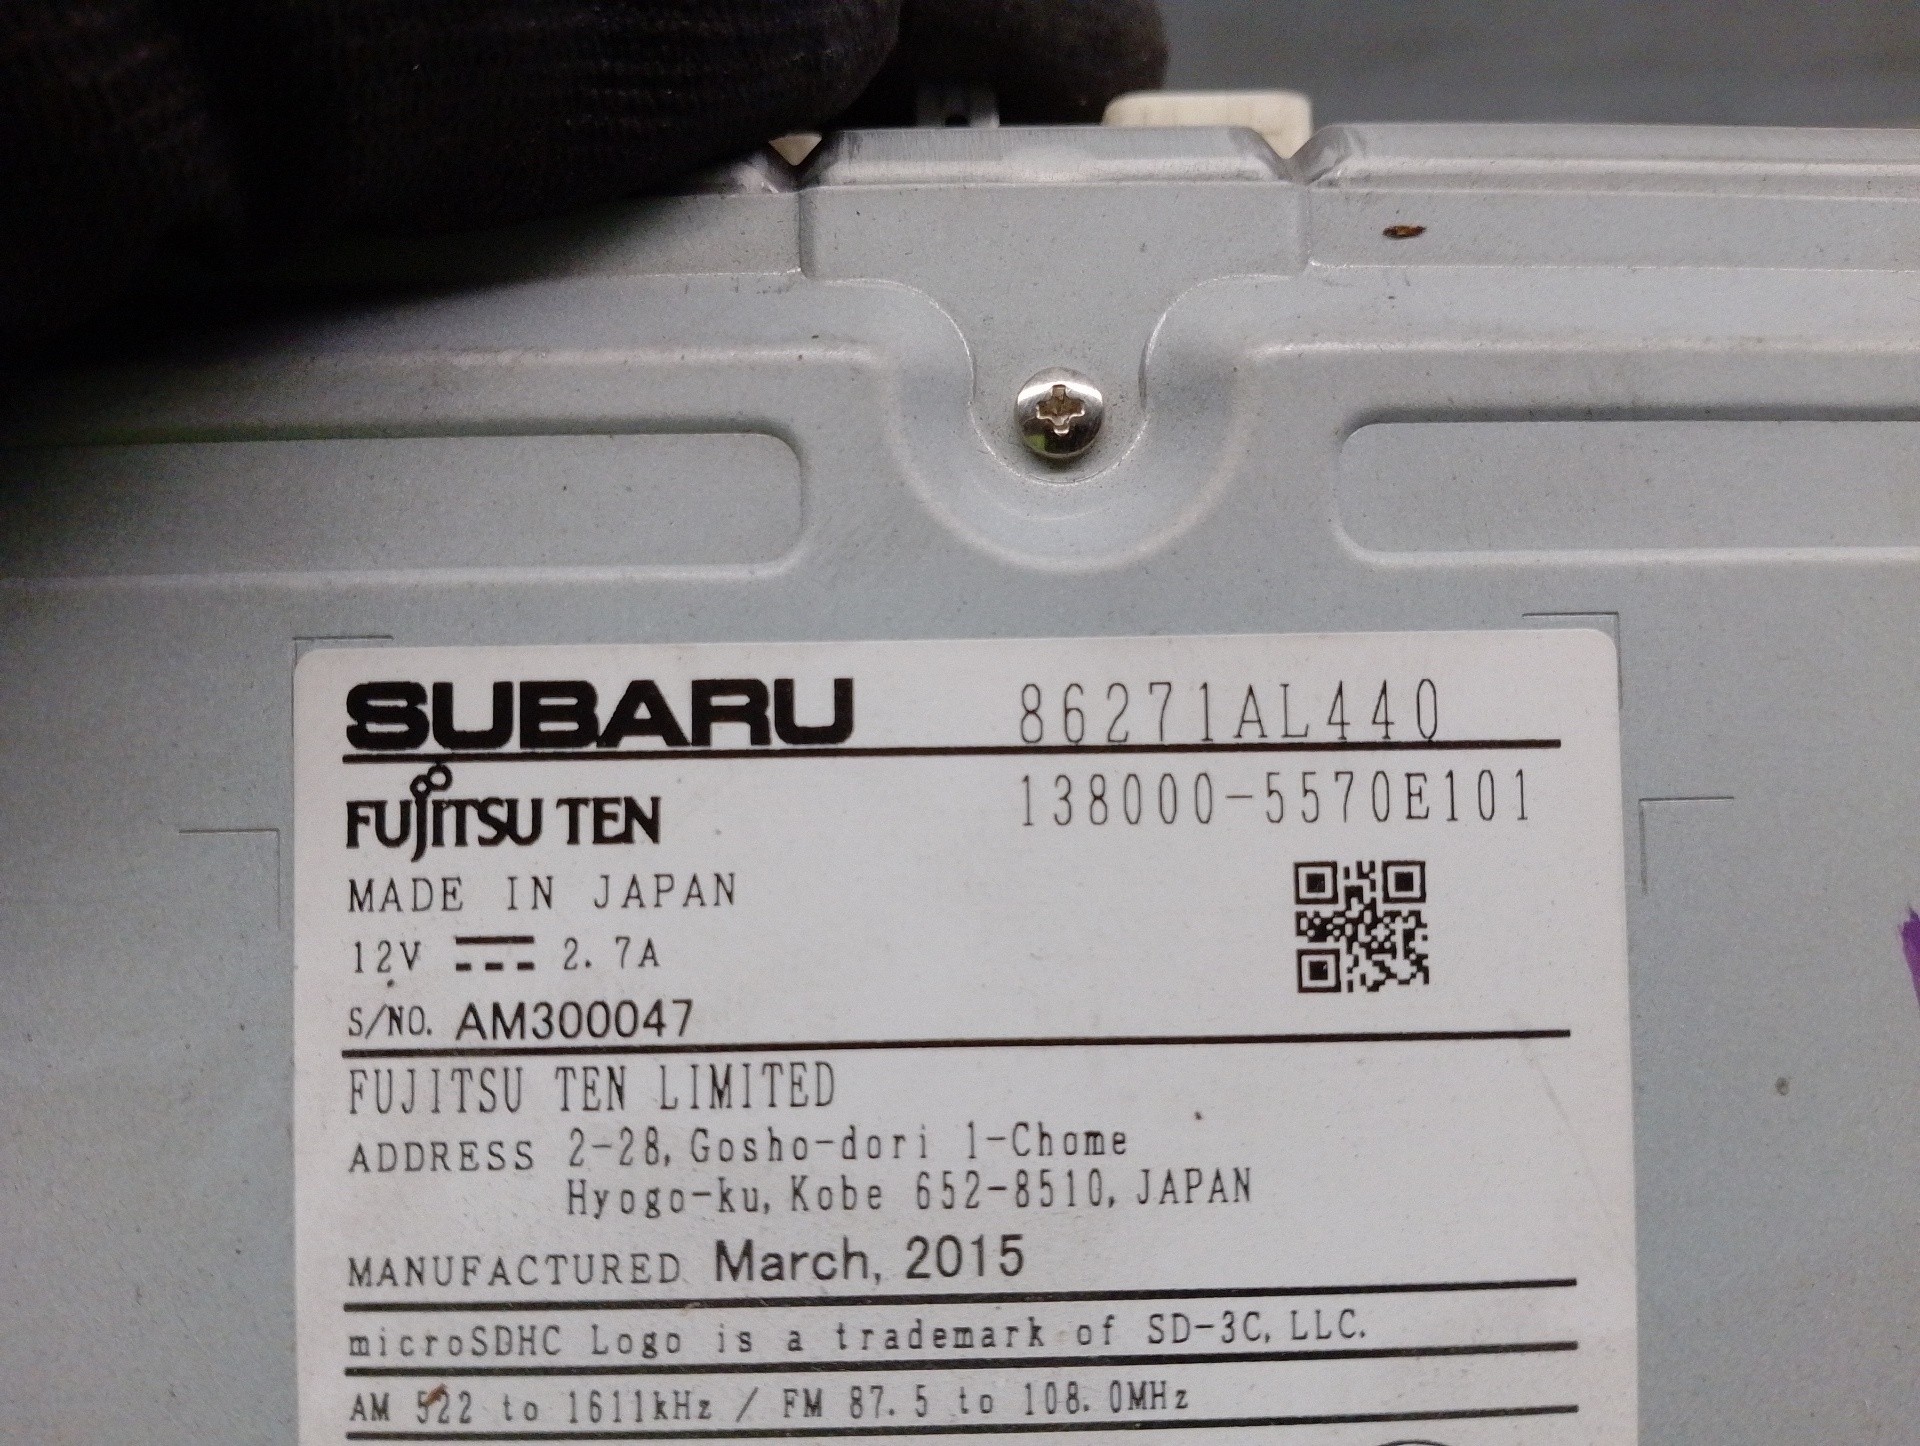 SUBARU 86271AL440
FUJITSU TEN 138000-5570E101
MADE IN JAPAN
12V 2.7A
S/NO. AM300047
FUJITSU TEN LIMITED
ADDRESS 2-28, Gosho-dori 1-Chome
Hyogo-ku, Kobe 652-8510, JAPAN
MANUFACTURED March, 2015
microSDHC Logo is a trademark of SD-3C, LLC.
AM 522 to 1611kHz / FM 87.5 to 108.0MHz